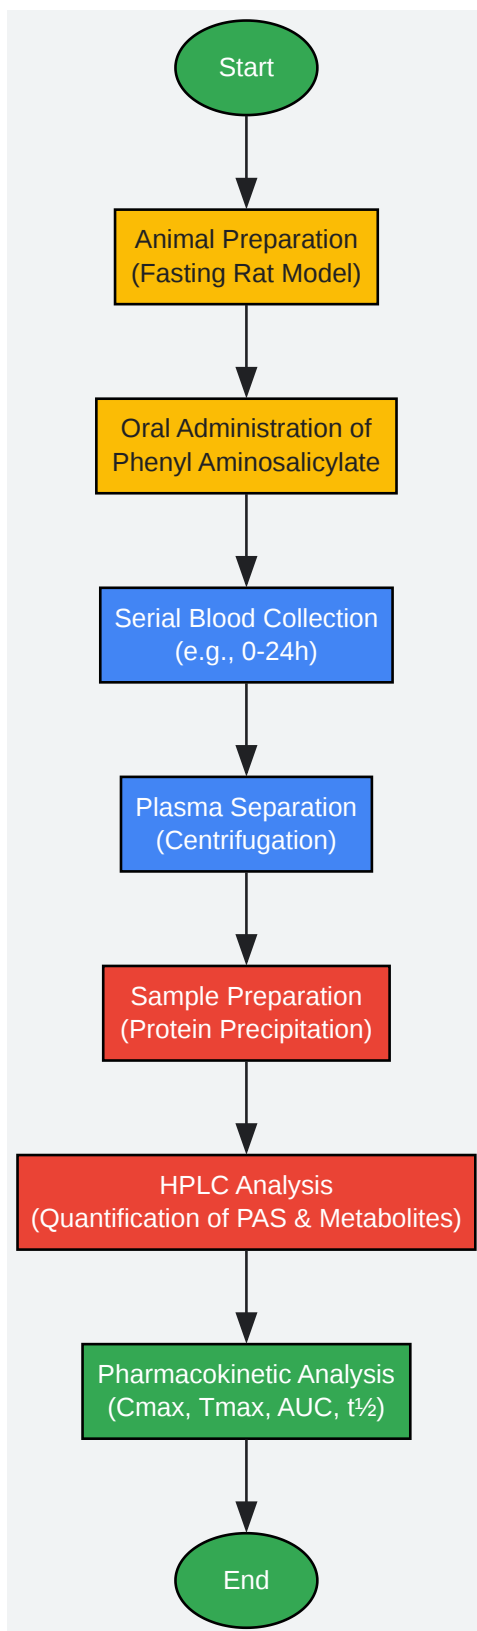 Start
Animal Preparation
(Fasting Rat Model)
Oral Administration of
Phenyl Aminosalicylate
Serial Blood Collection
(e.g., 0-24h)
Plasma Separation
(Centrifugation)
Sample Preparation
(Protein Precipitation)
HPLC Analysis
(Quantification of PAS & Metabolites)
Pharmacokinetic Analysis
(Cmax, Tmax, AUC, t½)
End